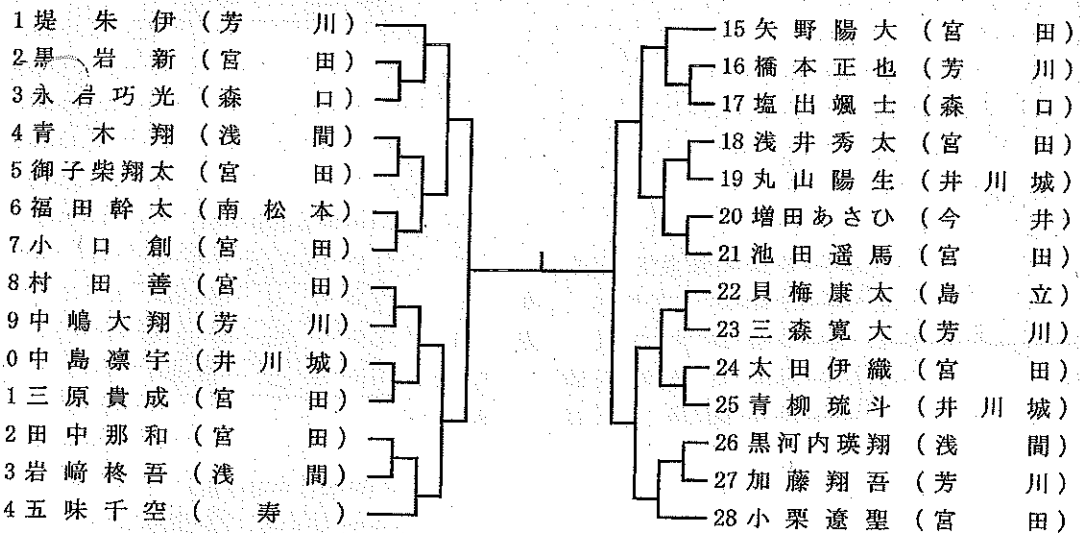 1 堤 朱 伊 (芳 川)
2 黒 岩 新 (宮 田)
3 永 岩 巧 光 (森 口)
4 青 木 翔 (浅 間)
5 御子柴翔太 (宮 田)
6 福 田 幹 太 (南 松 本)
7 小 口 創 (宮 田)
8 村 田 善 (宮 田)
9 中 嶋 大 翔 (芳 川)
0 中 島 凛 宇 (井 川 城)
1 三 原 貴 成 (宮 田)
2 田 中 那 和 (宮 田)
3 岩 﨑 柊 吾 (浅 間)
4 五 味 千 空 ( 寿 )
15 矢 野 陽 大 (宮 田)
16 橋 本 正 也 (芳 川)
17 塩 出 颯 士 (森 口)
18 浅 井 秀 太 (宮 田)
19 丸 山 陽 生 (井 川 城)
20 増田あさひ (今 井)
21 池 田 遥 馬 (宮 田)
22 貝 梅 康 太 (島 立)
23 三 森 寛 大 (芳 川)
24 太 田 伊 織 (宮 田)
25 青 柳 琉 斗 (井 川 城)
26 黒河内瑛翔 (浅 間)
27 加 藤 翔 吾 (芳 川)
28 小 栗 遼 聖 (宮 田)